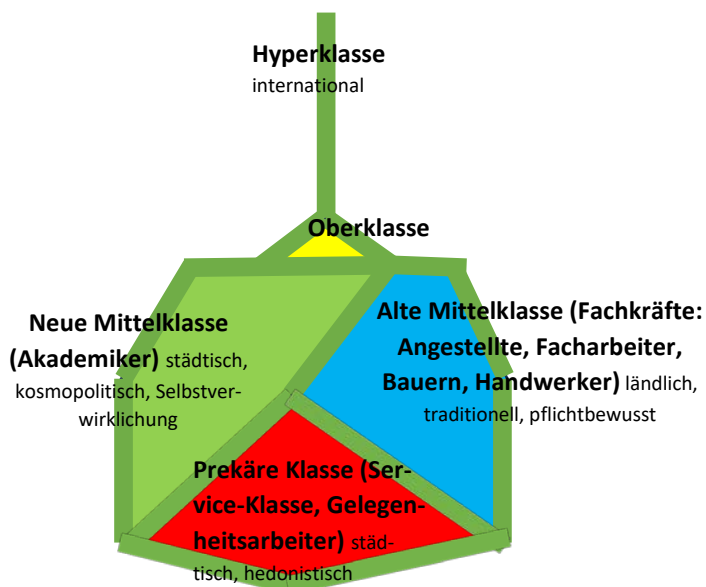 Hyperklasse
international
Oberklasse
Neue Mittelklasse
(Akademiker) städtisch,
kosmopolitisch, Selbstver-
wirklichung
Alte Mittelklasse (Fachkräfte:
Angestellte, Facharbeiter,
Bauern, Handwerker) ländlich,
traditionell, pflichtbewusst
Prekäre Klasse (Ser-
vice-Klasse, Gelegen-
heitsarbeiter) städ-
tisch, hedonistisch